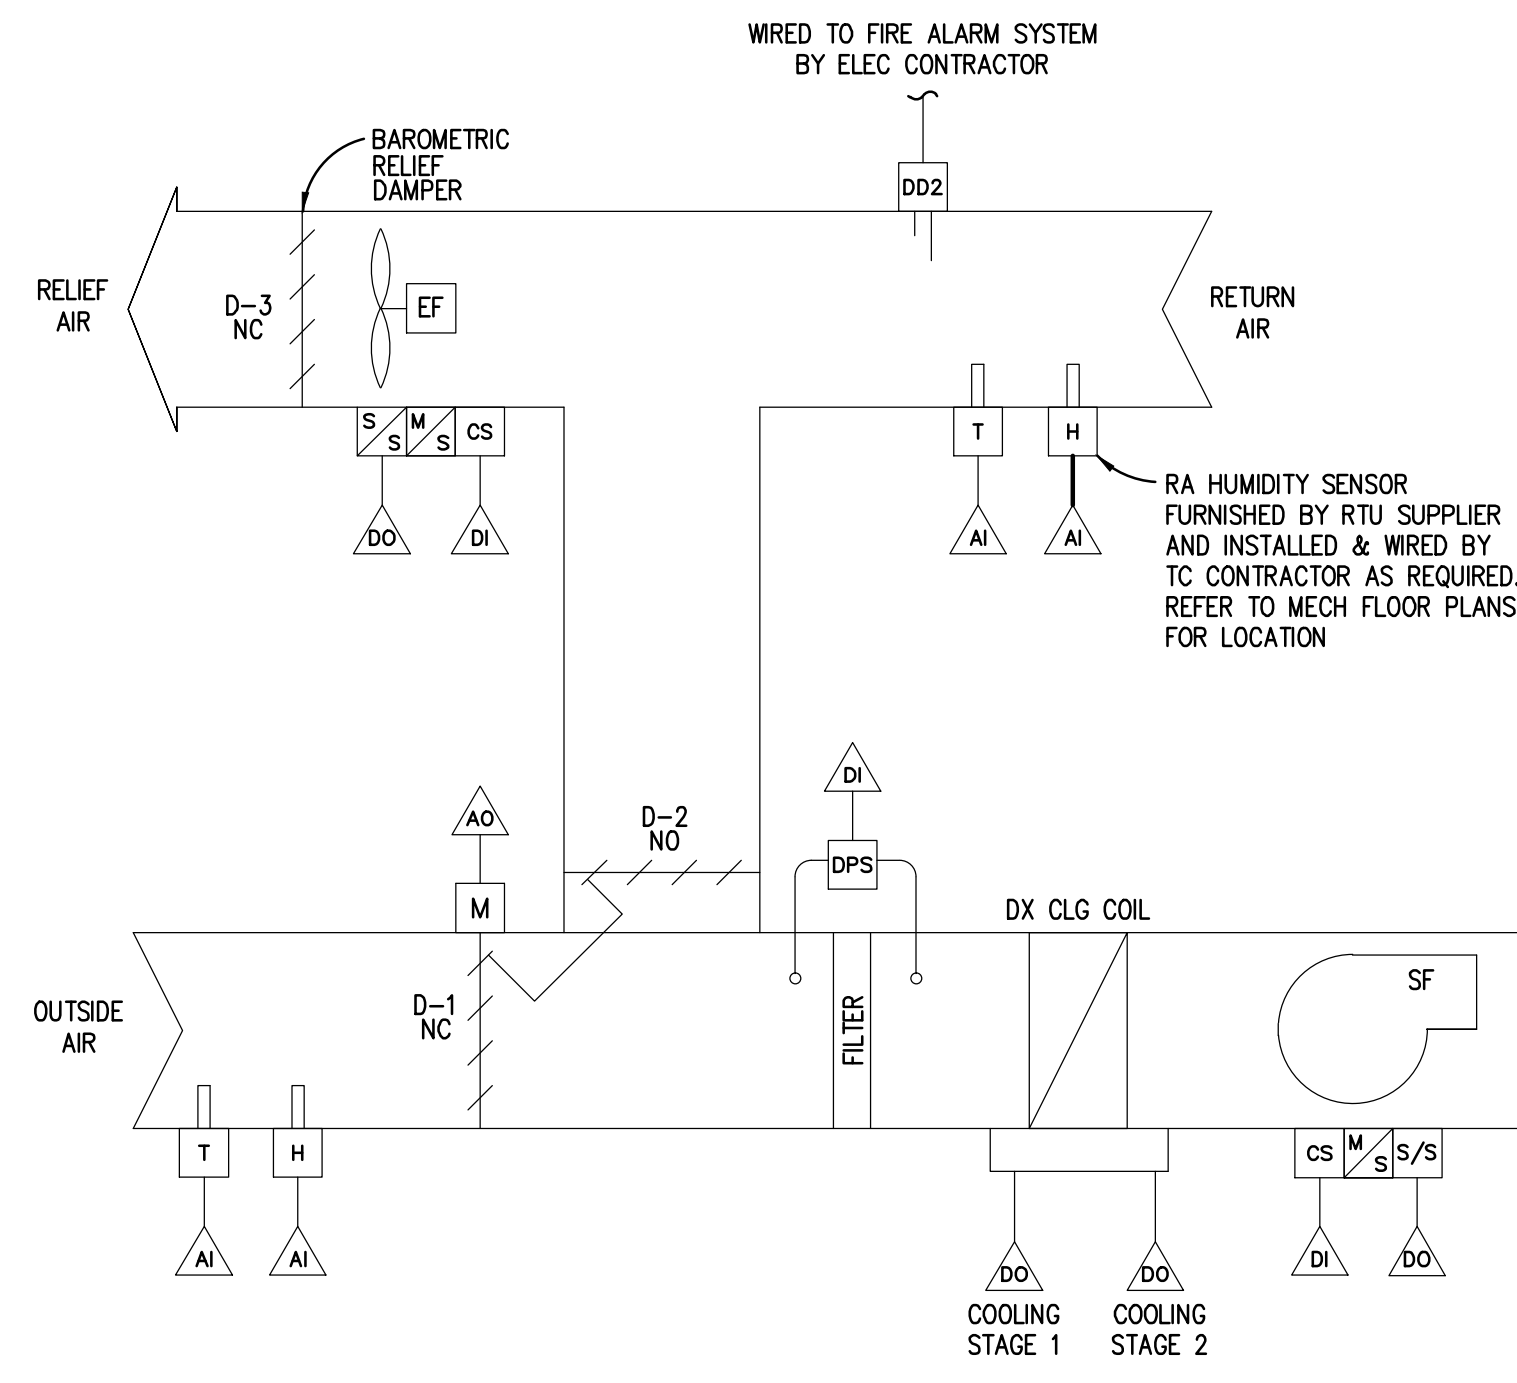 WIRED TO FIRE ALARM SYSTEM
BY ELEC CONTRACTOR
BAROMETRIC
RELIEF
DAMPER
DD2
RELIEF
AIR
D-3
NC
EF
RETURN
AIR
S
S
M
S
CS
T
H
DO
DI
AI
AI
RA HUMIDITY SENSOR
FURNISHED BY RTU SUPPLIER
AND INSTALLED & WIRED BY
TC CONTRACTOR AS REQUIRED.
REFER TO MECH FLOOR PLANS
FOR LOCATION
DI
AO
D-2
NO
DPS
M
DX CLG COIL
OUTSIDE
AIR
D-1
NC
FILTER
SF
T
H
CS
M
S
S/S
AI
AI
DO
DO
DI
DO
COOLING
STAGE 1
COOLING
STAGE 2